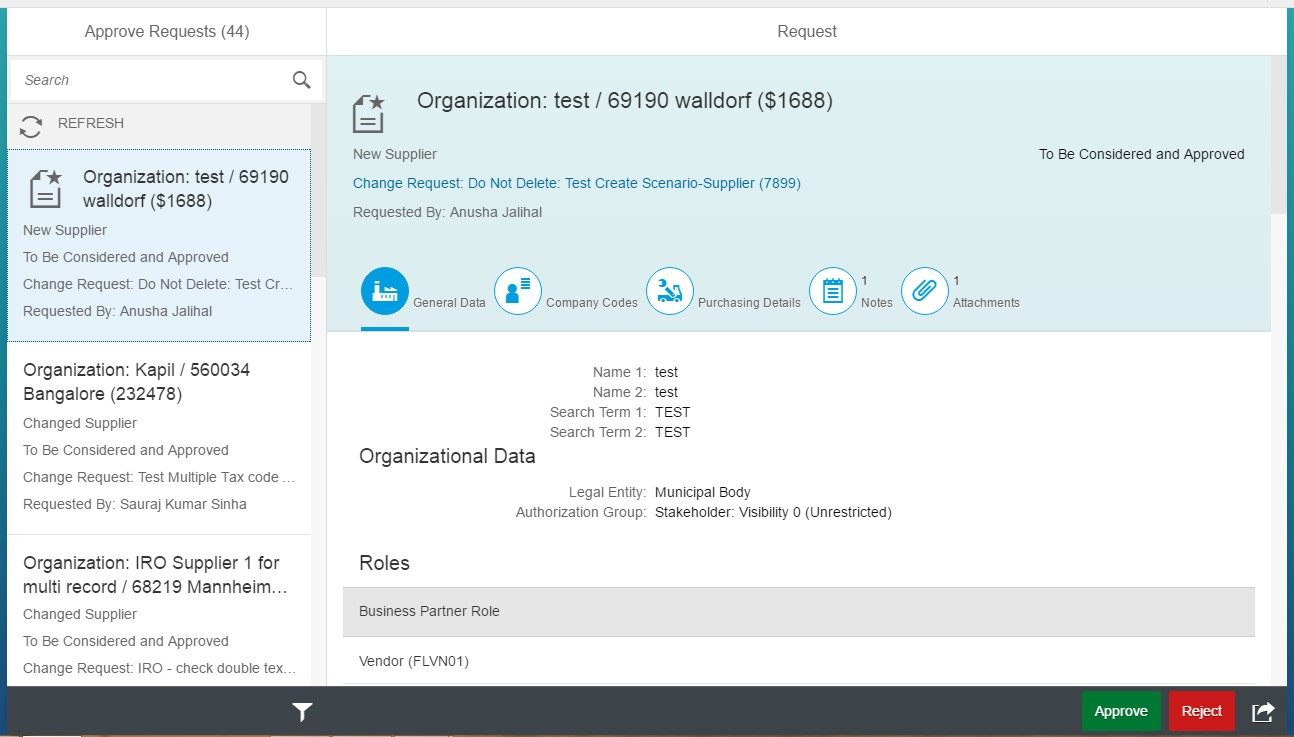 Approve Requests (44)
Request
Search
REFRESH
Organization: test / 69190
walldorf ($1688)
New Supplier
To Be Considered and Approved
Change Request: Do Not Delete: Test Cr...
Requested By: Anusha Jalihal
Organization: Kapil / 560034
Bangalore (232478)
Changed Supplier
To Be Considered and Approved
Change Request: Test Multiple Tax code ...
Requested By: Sauraj Kumar Sinha
Organization: IRO Supplier 1 for
multi record / 68219 Mannheim...
Changed Supplier
To Be Considered and Approved
Change Request: IRO - check double tex...
Organization: test / 69190 walldorf ($1688)
New Supplier
To Be Considered and Approved
Change Request: Do Not Delete: Test Create Scenario-Supplier (7899)
Requested By: Anusha Jalihal
General Data
Company Codes
Purchasing Details
1
Notes
1
Attachments
Name 1: test
Name 2: test
Search Term 1: TEST
Search Term 2: TEST
Organizational Data
Legal Entity: Municipal Body
Authorization Group: Stakeholder: Visibility 0 (Unrestricted)
Roles
Business Partner Role
Vendor (FLVN01)
Approve
Reject